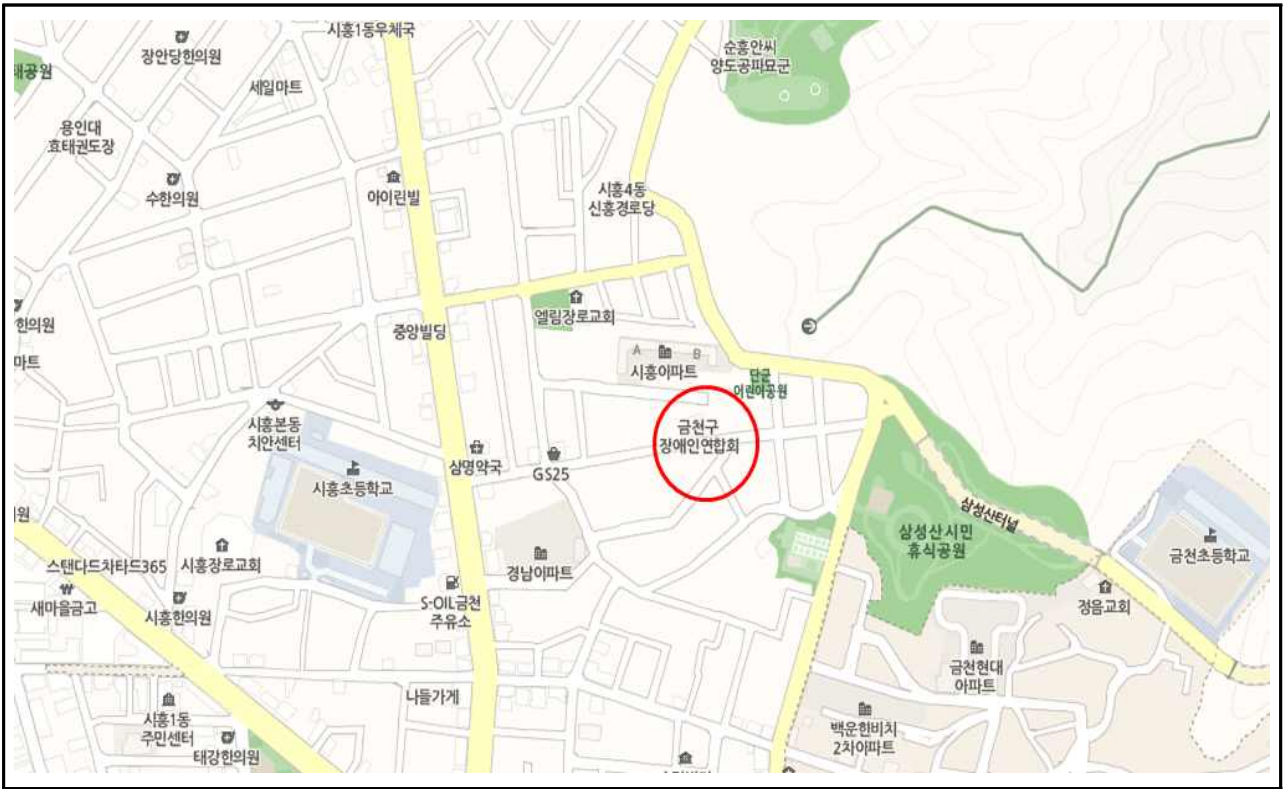 시흥1동우체국
장안당한의원
순흥안씨
양도공파묘군
대공원
세일마트
용인대
효태권도장
수한의원
아이린빌
시흥4동
신흥경로당
엘림장로교회
한의원
중앙빌딩
마트
A B
시흥아파트
단군
어린이공원
시흥본동
치안센터
금천구
장애인연합회
삼명약국
GS25
시흥초등학교
의원
삼성산터널
삼성산시민
휴식공원
금천초등학교
스탠다드차타드365
시흥장로교회
경남아파트
새마을금고
시흥한의원
S-OIL금천
주유소
정음교회
금천현대
아파트
나들가게
시흥1동
주민센터
태강한의원
백운한비치
2차아파트